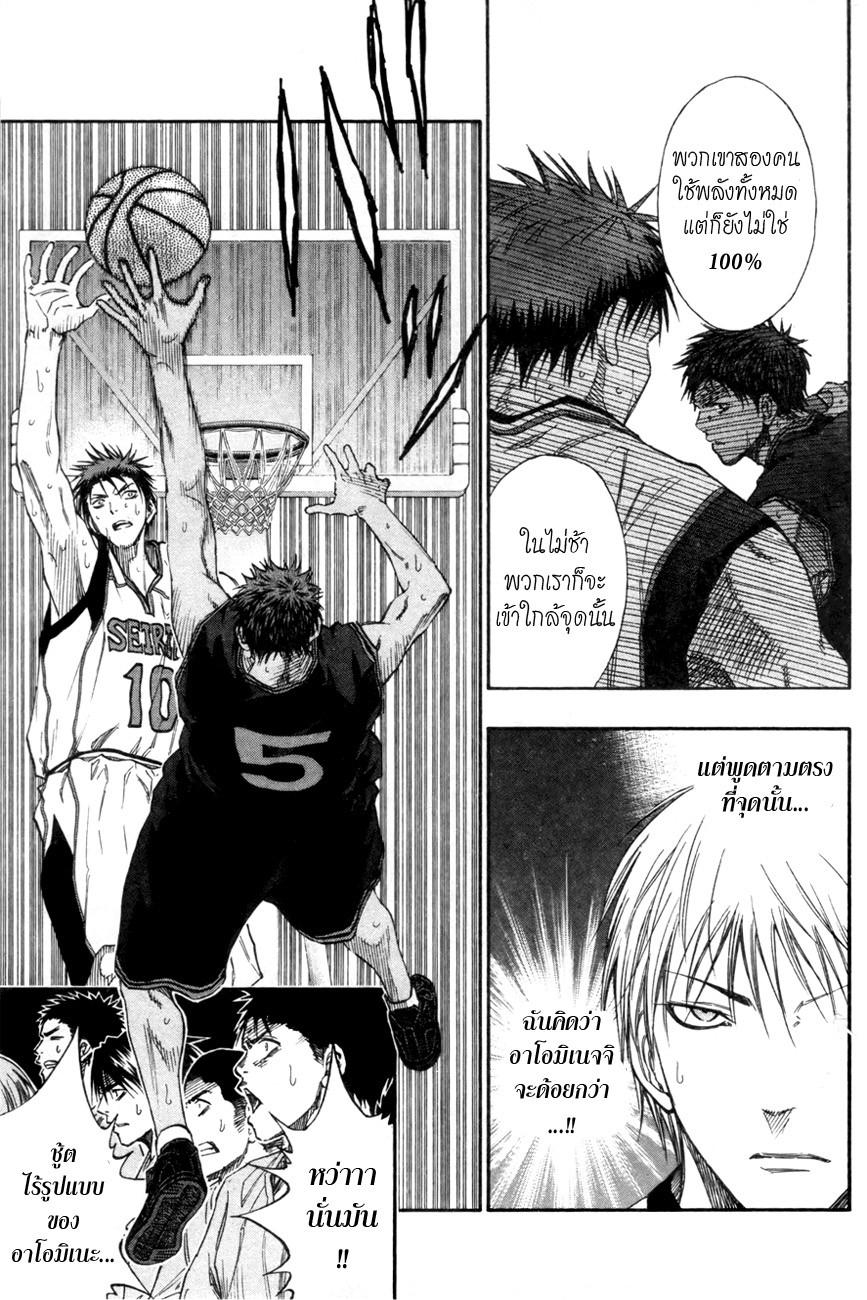 พวกเขาสองคน
ใช้พลังทั้งหมด
แต่ก็ยังไม่ใช่
100%
ในไม่ช้า
พวกเราก็จะ
เข้าใกล้จุดนั้น
SEIRI
10
5
แต่พูดตามตรง
ที่จุดนั้น...
ฉันคิดว่า
อาโอมิเนจจิ
จะด้อยกว่า
...!!
หว่าาา
นั่นมัน
!!
ชู้ต
ไร้รูปแบบ
ของ
อาโอมิเนะ...